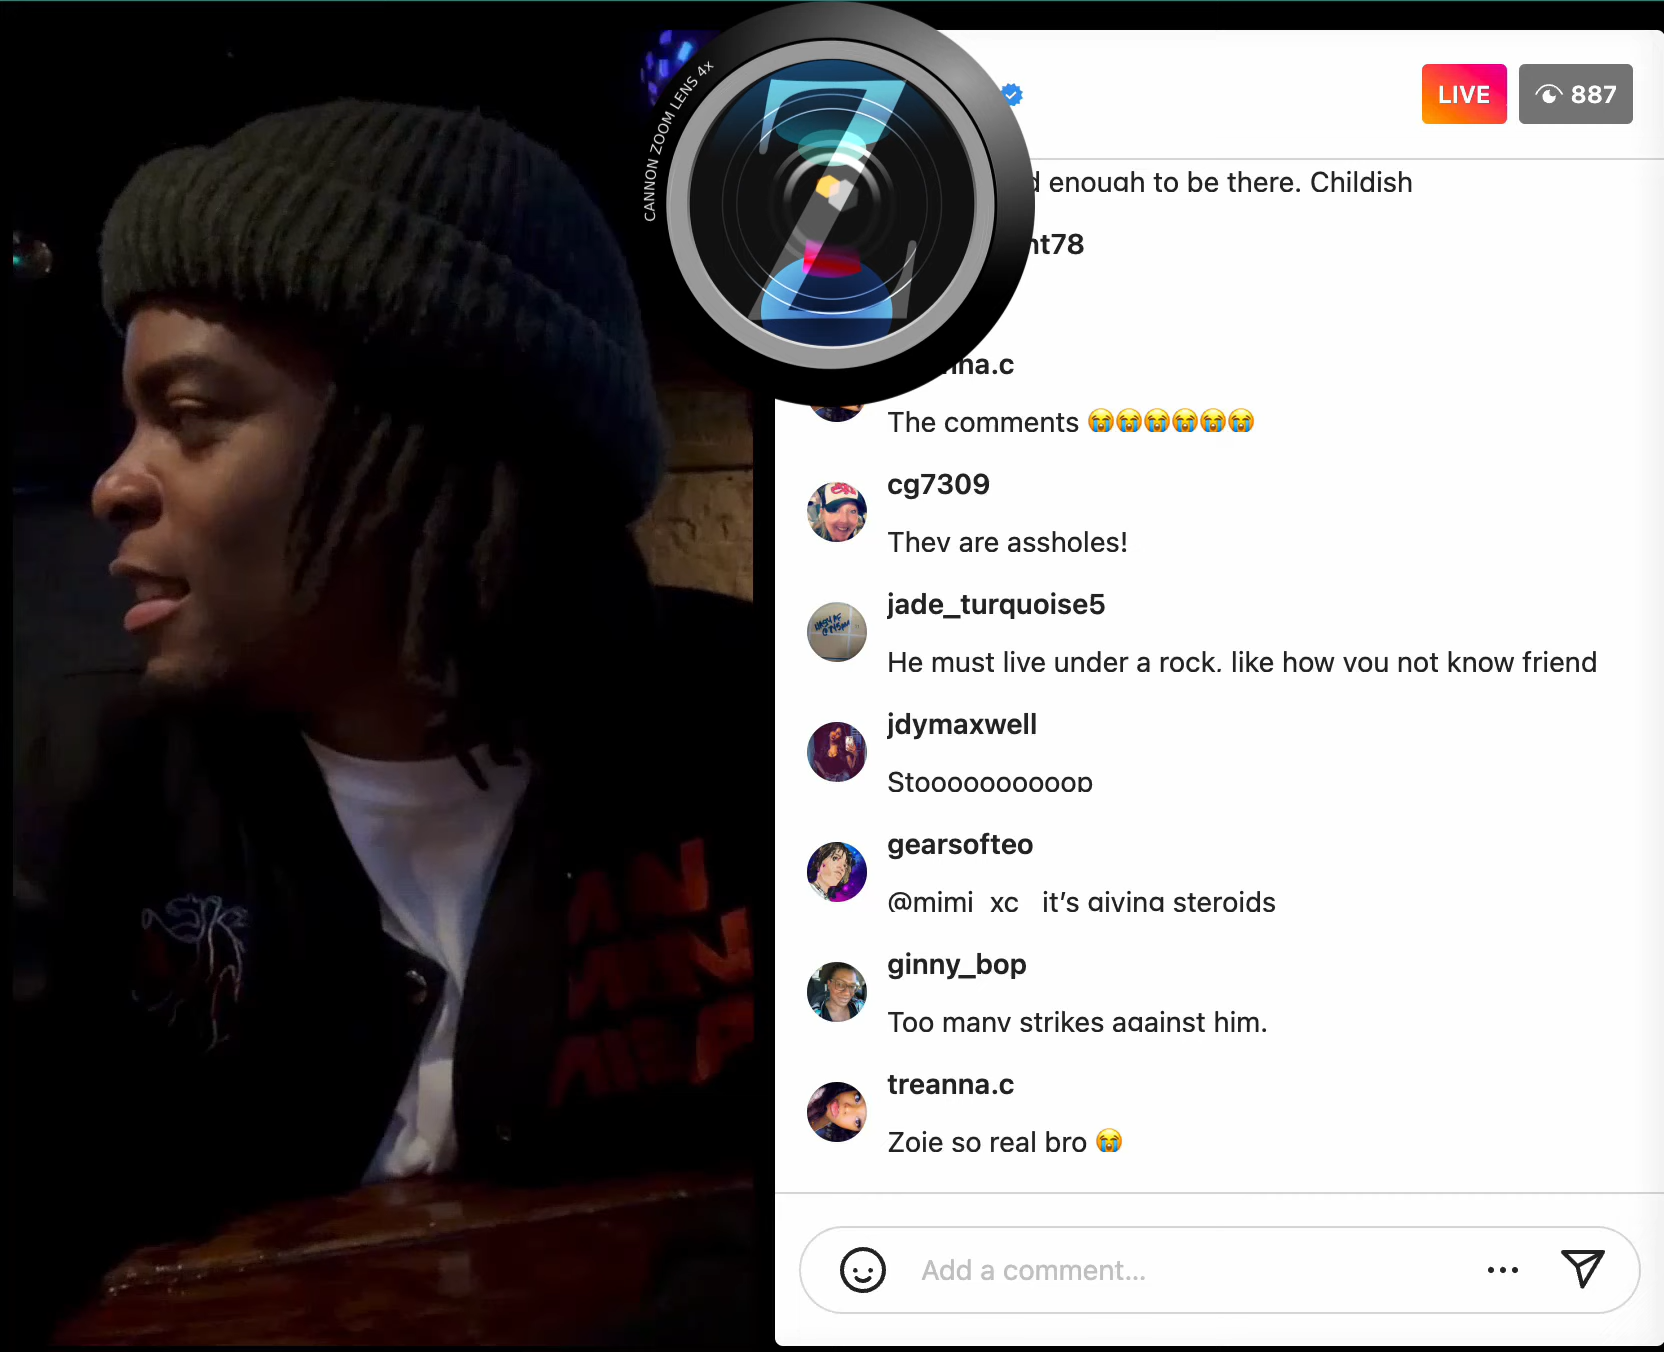 CANNON ZOOM LENS 4x
Z
LIVE
887
enough to be there. Childish
nt78
na.c
The comments 😭😭😭😭😭😭
cg7309
They are assholes!
jade_turquoise5
He must live under a rock. like how you not know friend
jdymaxwell
Stoooooooooop
gearsofteo
@mimi_xc_ it’s giving steroids
ginny_bop
Too many strikes against him.
treanna.c
Zoie so real bro 😭
Add a comment...